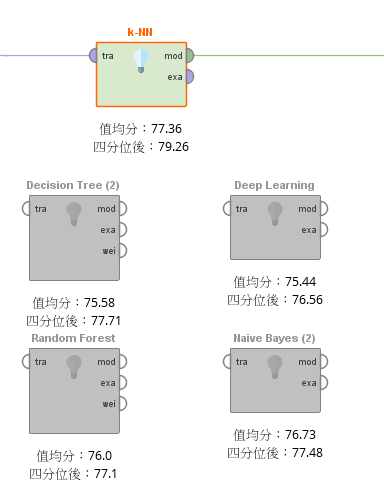 k-NN
tra mod
exa
值均分：77.36
四分位後：79.26
Decision Tree (2)
tra mod
exa
wei
值均分：75.58
四分位後：77.71
Deep Learning
tra mod
exa
值均分：75.44
四分位後：76.56
Random Forest
tra mod
exa
wei
值均分：76.0
四分位後：77.1
Naive Bayes (2)
tra mod
exa
值均分：76.73
四分位後：77.48